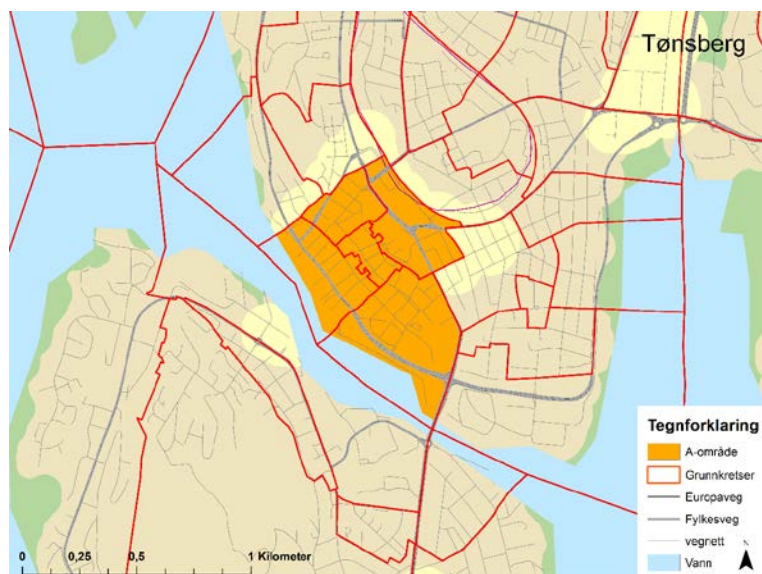 Tønsberg
Tegnforklaring
A-område
Grunnkretser
Europaveg
Fylkesveg
vegnett
Vann
N
0 0,25 0,5 1 Kilometer